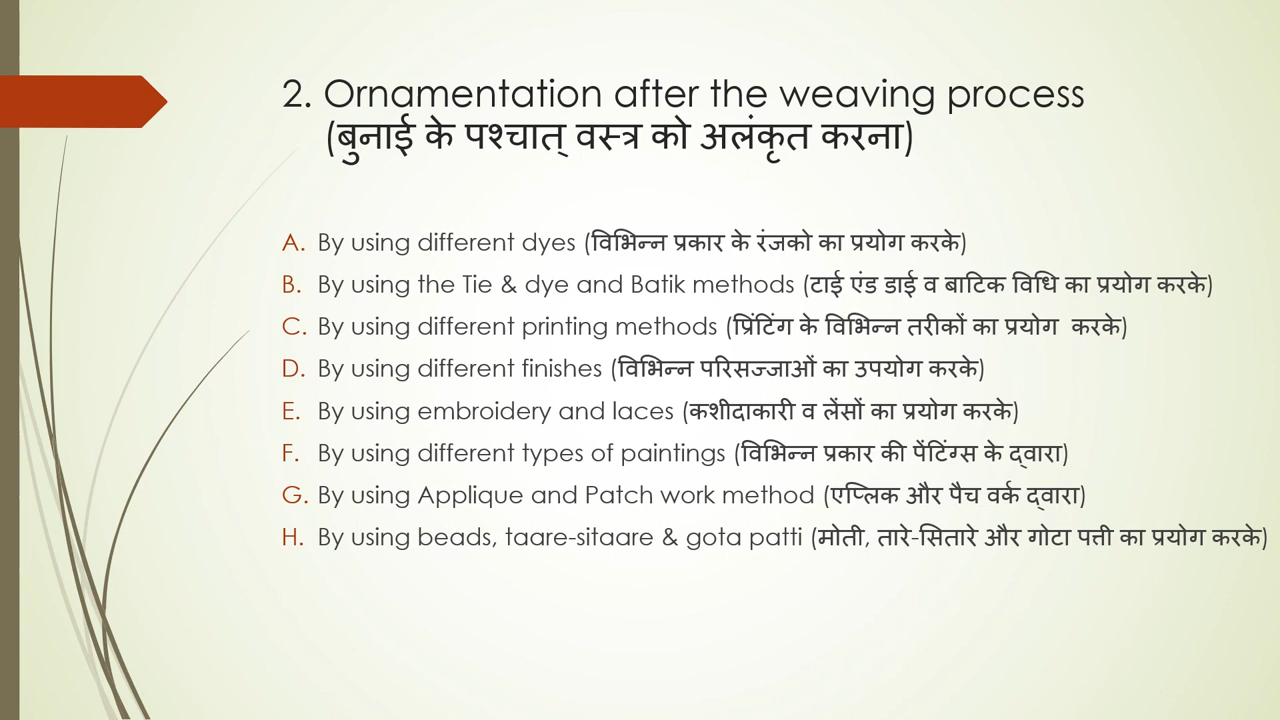 2. Ornamentation after the weaving process
(बुनाई के पश्चात् वस्त्र को अलंकृत करना)
A. By using different dyes (विभिन्न प्रकार के रंजको का प्रयोग करके)
B. By using the Tie & dye and Batik methods (टाई एंड डाई व बाटिक विधि का प्रयोग करके)
C. By using different printing methods (प्रिंटिंग के विभिन्न तरीकों का प्रयोग करके)
D. By using different finishes (विभिन्न परिसज्जाओं का उपयोग करके)
E. By using embroidery and laces (कशीदाकारी व लेंसों का प्रयोग करके)
F. By using different types of paintings (विभिन्न प्रकार की पेंटिंग्स के द्वारा)
G. By using Applique and Patch work method (एप्लिक और पैच वर्क द्वारा)
H. By using beads, taare-sitaare & gota patti (मोती, तारे-सितारे और गोटा पत्ती का प्रयोग करके)